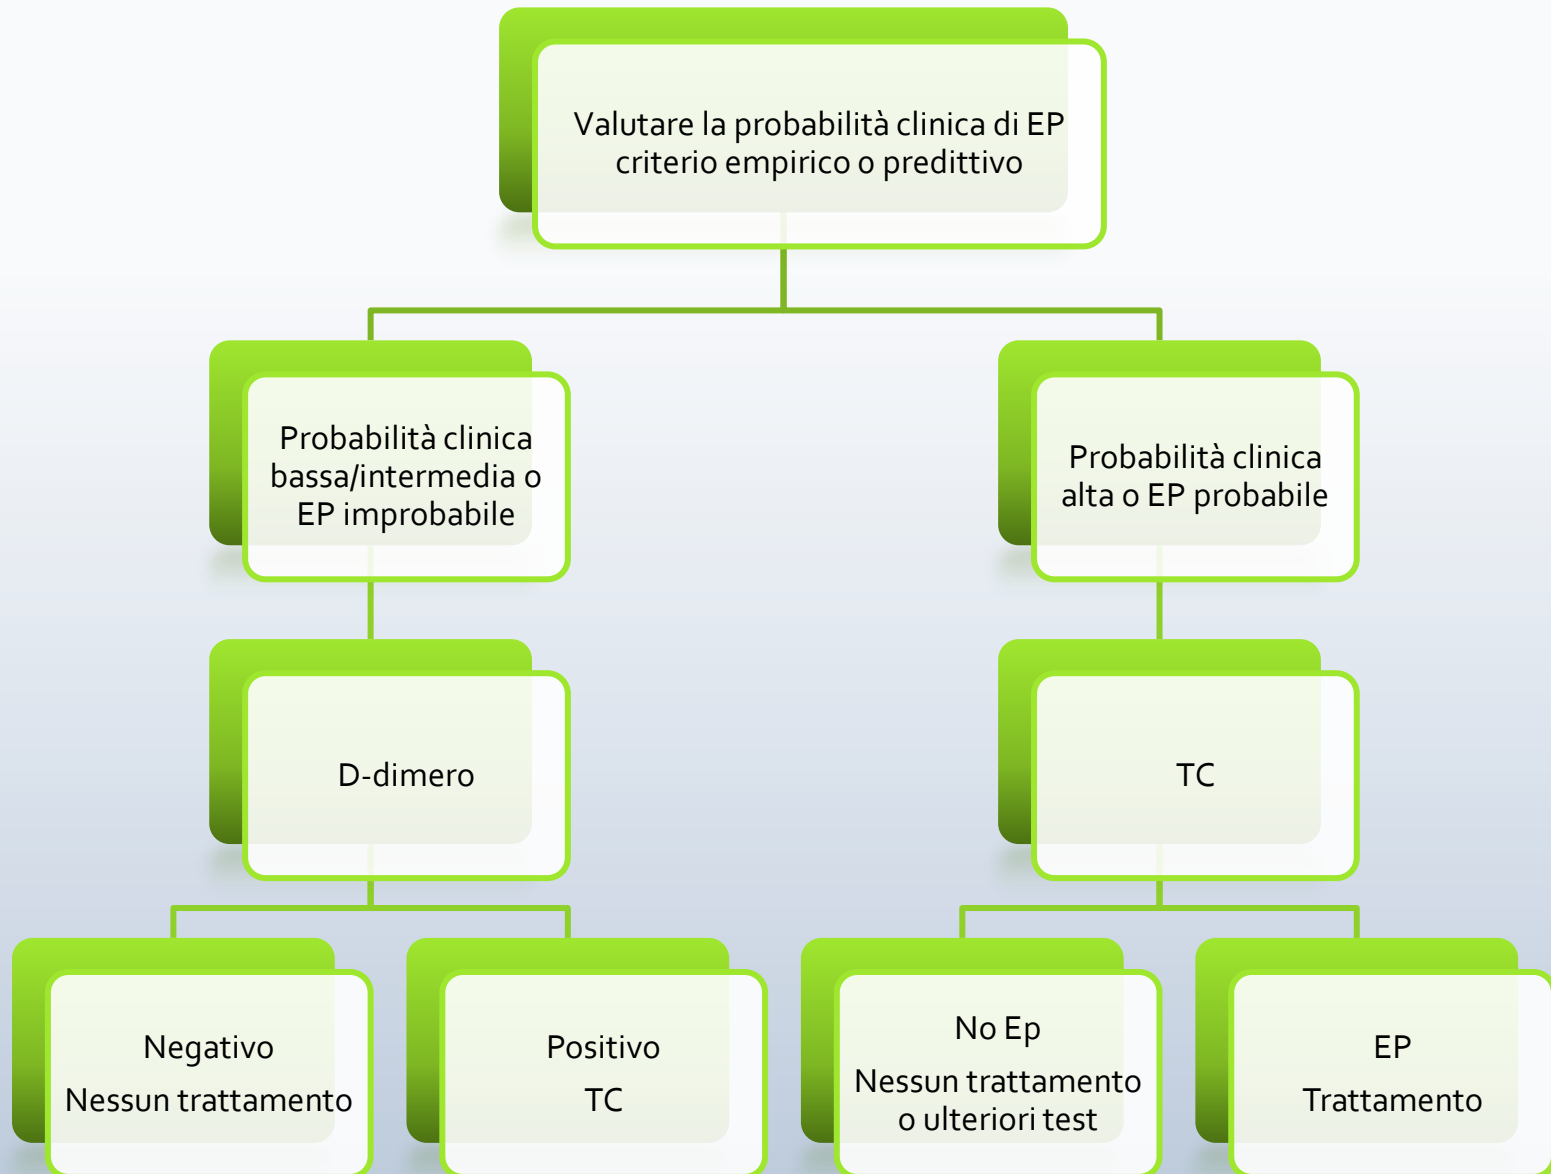 Valutare la probabilità clinica di EP
criterio empirico o predittivo
Probabilità clinica
bassa/intermedia o
EP improbabile
Probabilità clinica
alta o EP probabile
D-dimero
TC
Negativo
Nessun trattamento
Positivo
TC
No Ep
Nessun trattamento
o ulteriori test
EP
Trattamento